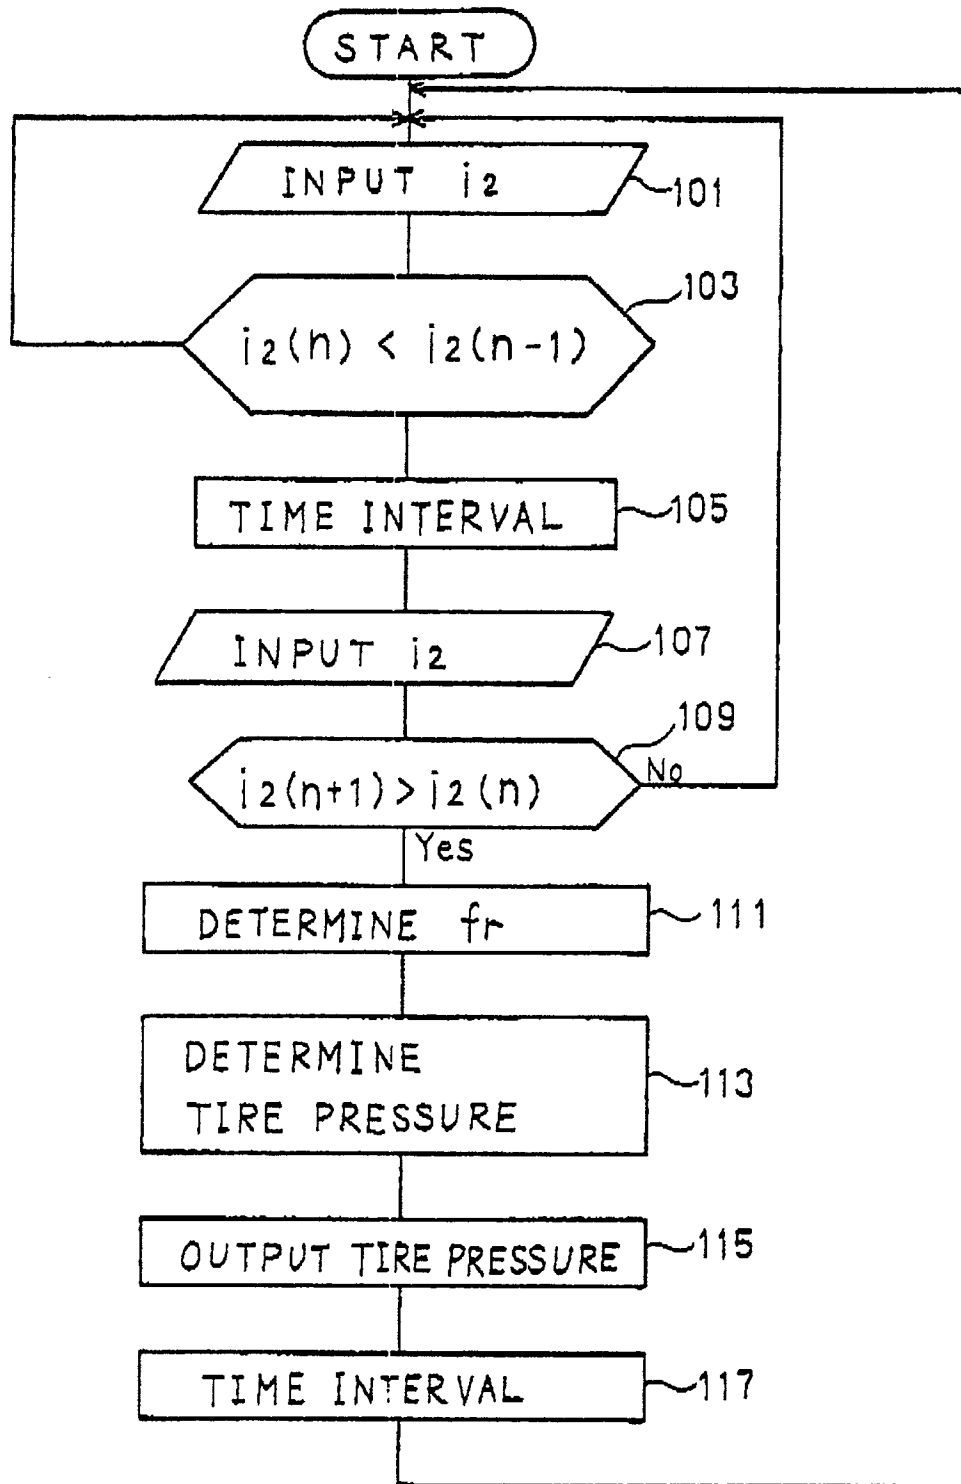 START
INPUT i2
101
i2(n) < i2(n-1)
103
TIME INTERVAL
105
INPUT i2
107
i2(n+1) > i2(n)
109
No
Yes
DETERMINE fr
111
DETERMINE
TIRE PRESSURE
113
OUTPUT TIRE PRESSURE
115
TIME INTERVAL
117